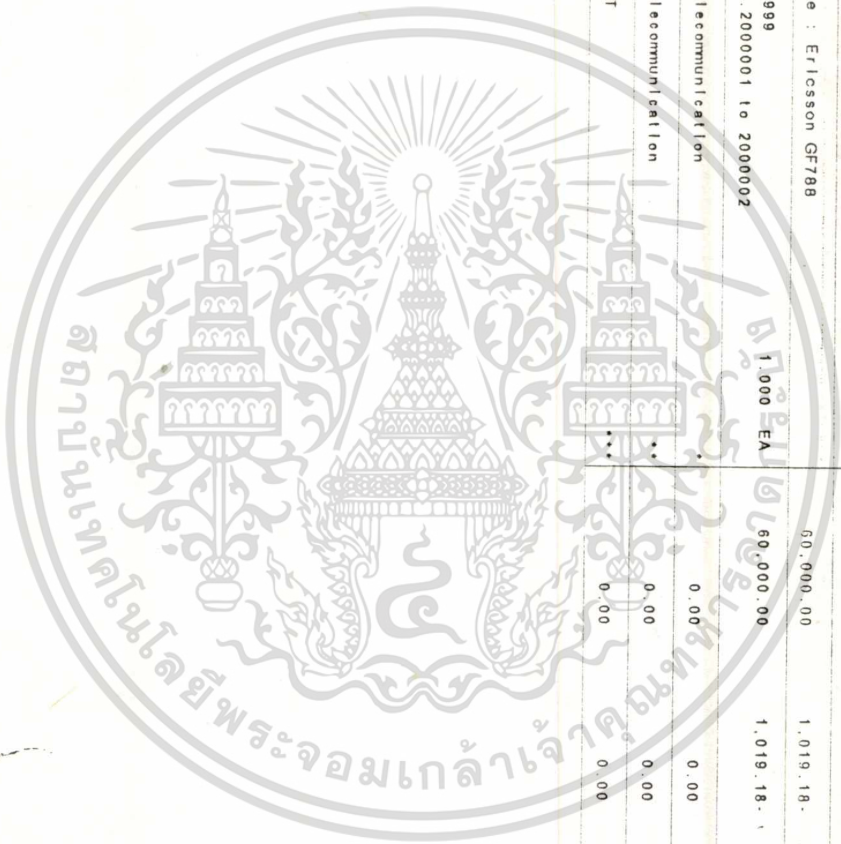 e : Ericsson GF788 60,000.00 1,019.18-
999 1.000 EA 60,000.00 1,019.18-
.2000001 to 2000002
lecommunication * 0.00 0.00
lecommunication ** 0.00 0.00
T *** 0.00 0.00
สถาบันเทคโนโลยีพระจอมเกล้าเจ้าคุณทหารลาดกระบัง